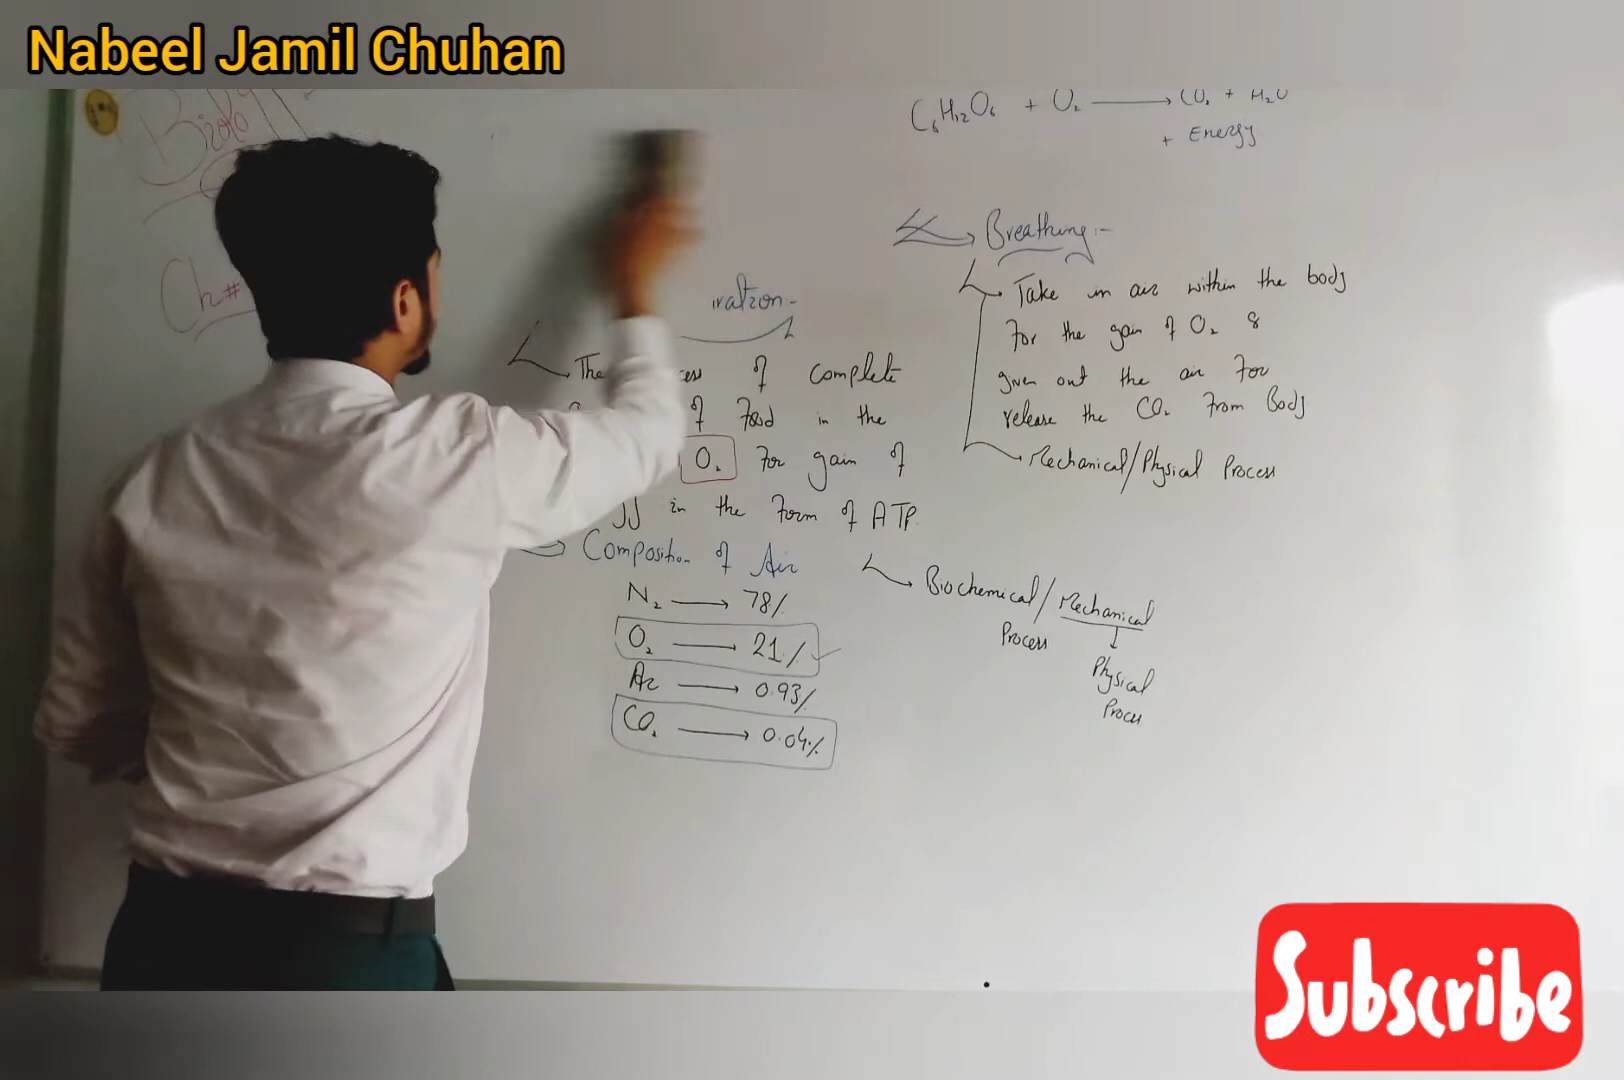 Nabeel Jamil Chuhan
Biology
Ch#
C₆H₁₂O₆ + O₂ → CO₂ + H₂O
+ Energy
iration:-
The cess of complete
of Food in the
O₂ For gain of
in the Form of ATP.
Composition of Air
N₂ → 78%
O₂ → 21%
Ar → 0.93%
CO₂ → 0.04%
Breathing:-
Take in air within the body
For the gain of O₂ &
given out the air For
release the CO₂ From Body
Mechanical/Physical Process
Biochemical/Mechanical
Process
Physical
Process
Subscribe